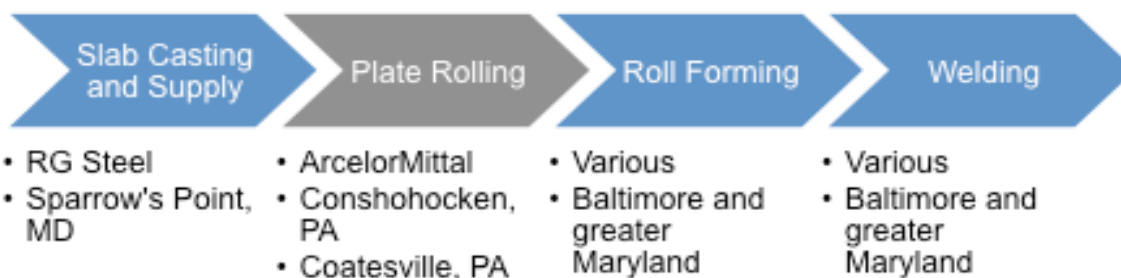 Slab Casting
and Supply
Plate Rolling
Roll Forming
Welding
• RG Steel
• Sparrow's Point,
MD
• ArcelorMittal
• Conshohocken,
PA
• Coatesville, PA
• Various
• Baltimore and
greater
Maryland
• Various
• Baltimore and
greater
Maryland